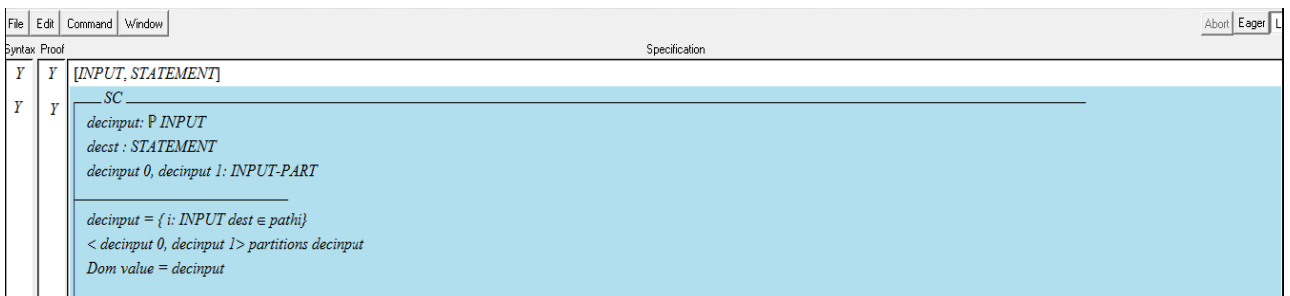 File Edit Command Window Abort Eager L
Syntax Proof Specification
Y Y [INPUT, STATEMENT]
Y Y SC
decinput: ℙ INPUT
decst : STATEMENT
decinput 0, decinput 1: INPUT-PART
decinput = { i: INPUT dest ∈ pathi}
< decinput 0, decinput 1> partitions decinput
Dom value = decinput